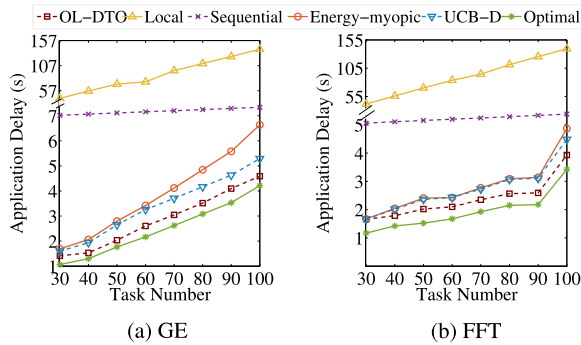 OL−DTO Local Sequential Energy−myopic UCB−D Optimal
157
107
57
7
6
5
4
3
2
1
Application Delay (s)
30 40 50 60 70 80 90 100
Task Number
(a) GE
155
105
55
5
4
3
2
1
Application Delay (s)
30 40 50 60 70 80 90 100
Task Number
(b) FFT